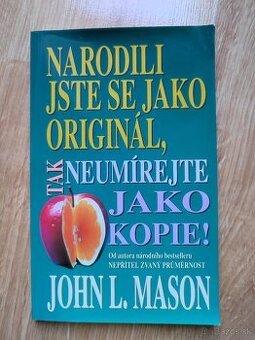 NARODILI
JSTE SE JAKO
ORIGINÁL,
TAK
NEUMÍREJTE
JAKO
KOPIE!
Od autora národního bestselleru
NEPŘÍTEL ZVANÝ PRŮMĚRNOST
JOHN L. MASON